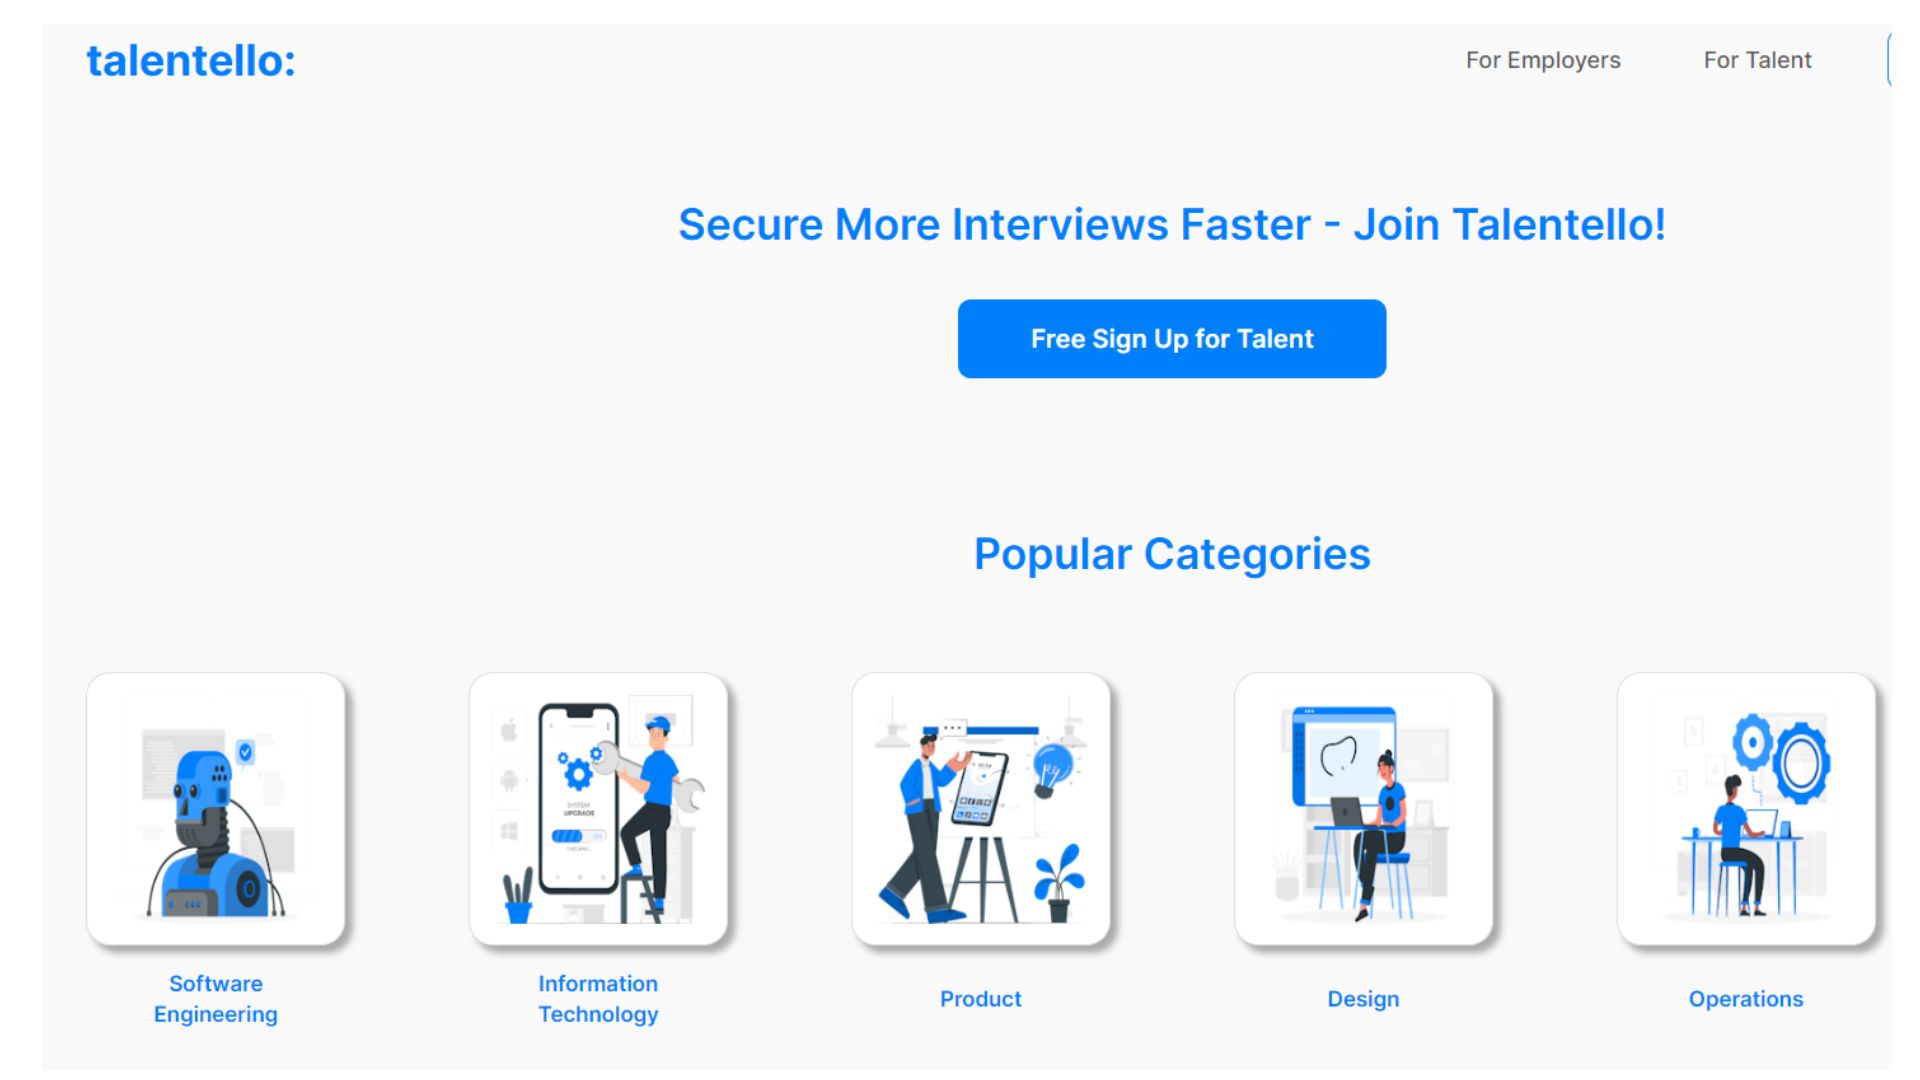 talentello:
For Employers
For Talent
Secure More Interviews Faster - Join Talentello!
Free Sign Up for Talent
Popular Categories
SYSTEM
UPGRADE
Software
Engineering
Information
Technology
Product
Design
Operations